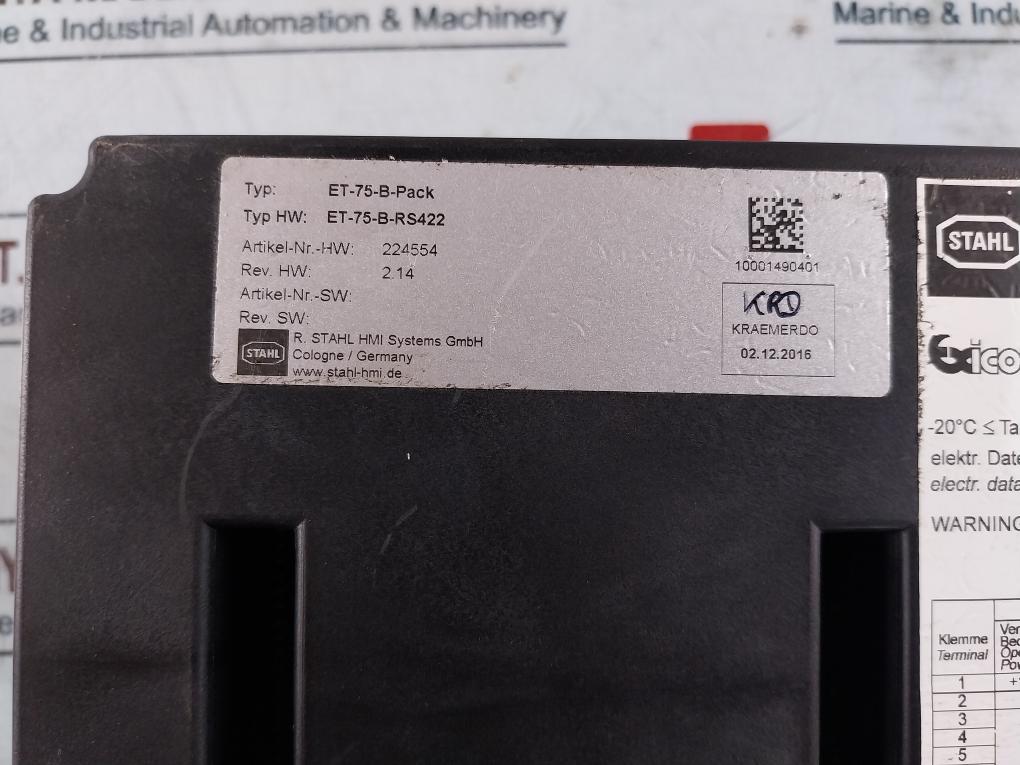 & Industrial Automation & Machinery
Marine &
Typ: ET-75-B-Pack
Typ HW: ET-75-B-RS422
Artikel-Nr.-HW: 224554
Rev. HW: 2.14
Artikel-Nr.-SW:
Rev. SW:
STAHL
R. STAHL HMI Systems GmbH
Cologne / Germany
www.stahl-hmi.de
10001490401
KRD
KRAEMERDO
02.12.2016
STAHL
-20°C ≤ Ta
elektr. Date
electr. data
WARNING
Klemme
Terminal
1
2
3
4
5